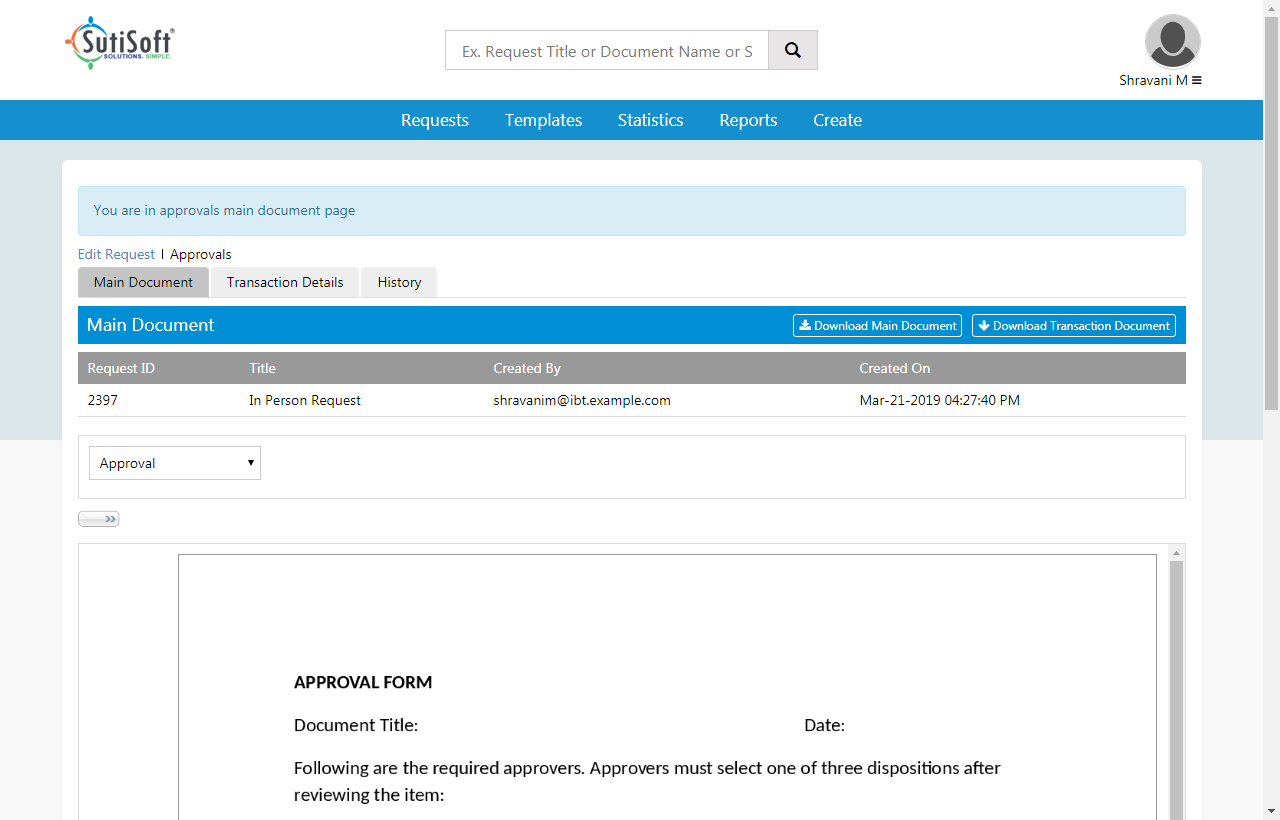 SutiSoft®
SOLUTIONS. SIMPLE.
Ex. Request Title or Document Name or S
Shravani M
Requests Templates Statistics Reports Create
You are in approvals main document page
Edit Request | Approvals
Main Document Transaction Details History
Main Document Download Main Document Download Transaction Document
Request ID Title Created By Created On
2397 In Person Request shravanim@ibt.example.com Mar-21-2019 04:27:40 PM
Approval
APPROVAL FORM
Document Title: Date:
Following are the required approvers. Approvers must select one of three dispositions after
reviewing the item: